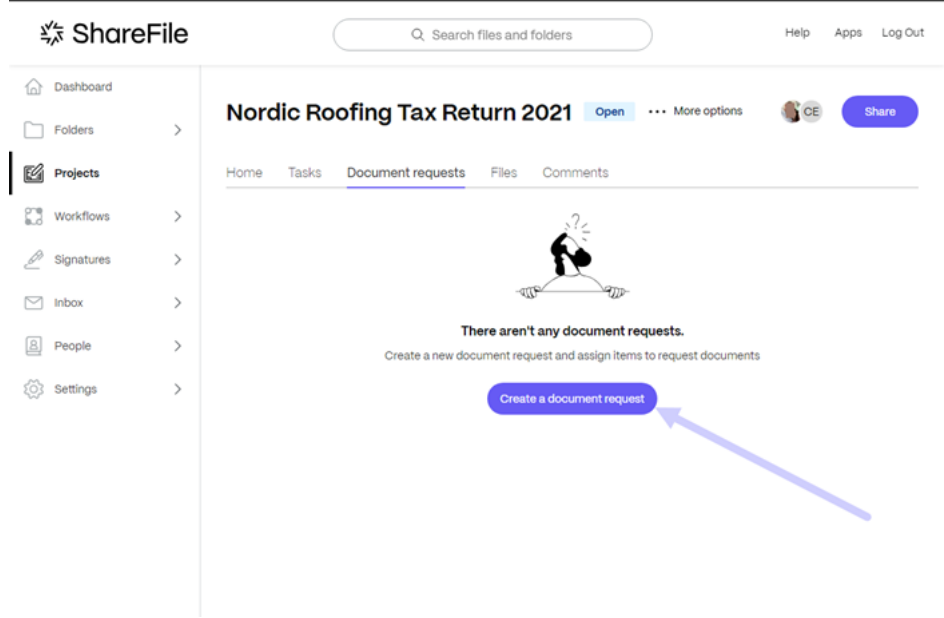 ShareFile
Search files and folders
Help Apps Log Out
Dashboard
Folders
Projects
Workflows
Signatures
Inbox
People
Settings
Nordic Roofing Tax Return 2021 Open ··· More options CE Share
Home Tasks Document requests Files Comments
?
There aren't any document requests.
Create a new document request and assign items to request documents
Create a document request